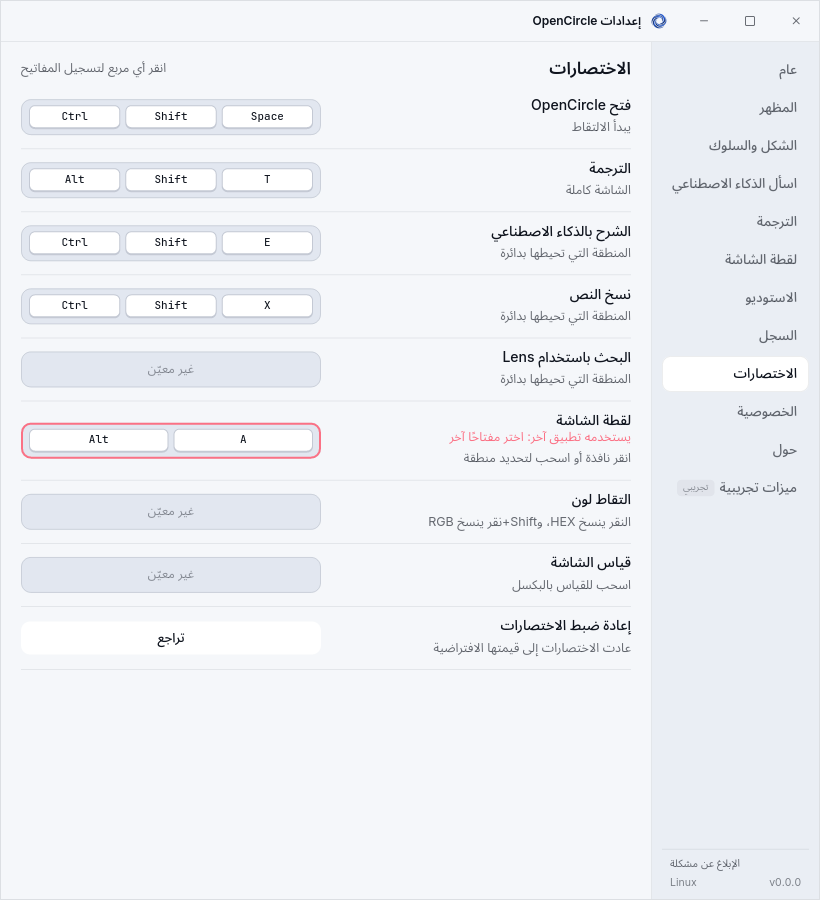 إعدادات OpenCircle
عام
المظهر
الشكل والسلوك
اسأل الذكاء الاصطناعي
الترجمة
لقطة الشاشة
الاستوديو
السجل
الاختصارات
الخصوصية
حول
ميزات تجريبية تجريبي
الإبلاغ عن مشكلة
v0.0.0 Linux
الاختصارات
انقر أي مربع لتسجيل المفاتيح
فتح OpenCircle
يبدأ الالتقاط
Ctrl Shift Space
الترجمة
الشاشة كاملة
Alt Shift T
الشرح بالذكاء الاصطناعي
المنطقة التي تحيطها بدائرة
Ctrl Shift E
نسخ النص
المنطقة التي تحيطها بدائرة
Ctrl Shift X
البحث باستخدام Lens
المنطقة التي تحيطها بدائرة
غير معيّن
لقطة الشاشة
يستخدمه تطبيق آخر: اختر مفتاحًا آخر
انقر نافذة أو اسحب لتحديد منطقة
Alt A
التقاط لون
النقر ينسخ HEX، وShift+نقر ينسخ RGB
غير معيّن
قياس الشاشة
اسحب للقياس بالبكسل
غير معيّن
إعادة ضبط الاختصارات
عادت الاختصارات إلى قيمتها الافتراضية
تراجع